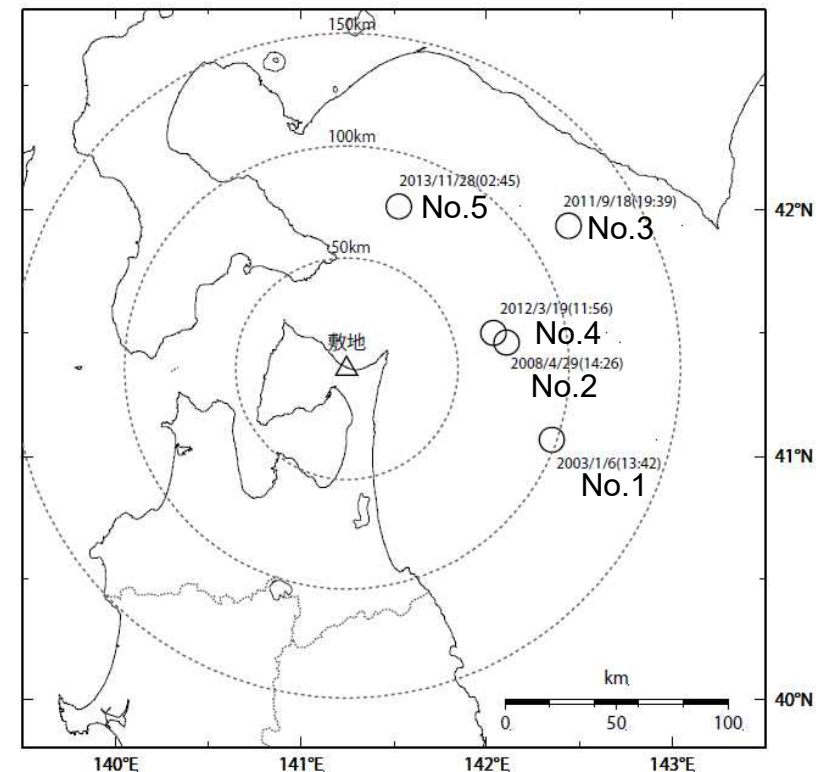 150km
100km
2013/11/28(02:45)
No.5
2011/9/18(19:39)
No.3
42°N
50km
2012/3/19(11:56)
No.4
敷地
2008/4/29(14:26)
No.2
41°N
2003/1/6(13:42)
No.1
km
0 50 100
40°N
140°E 141°E 142°E 143°E